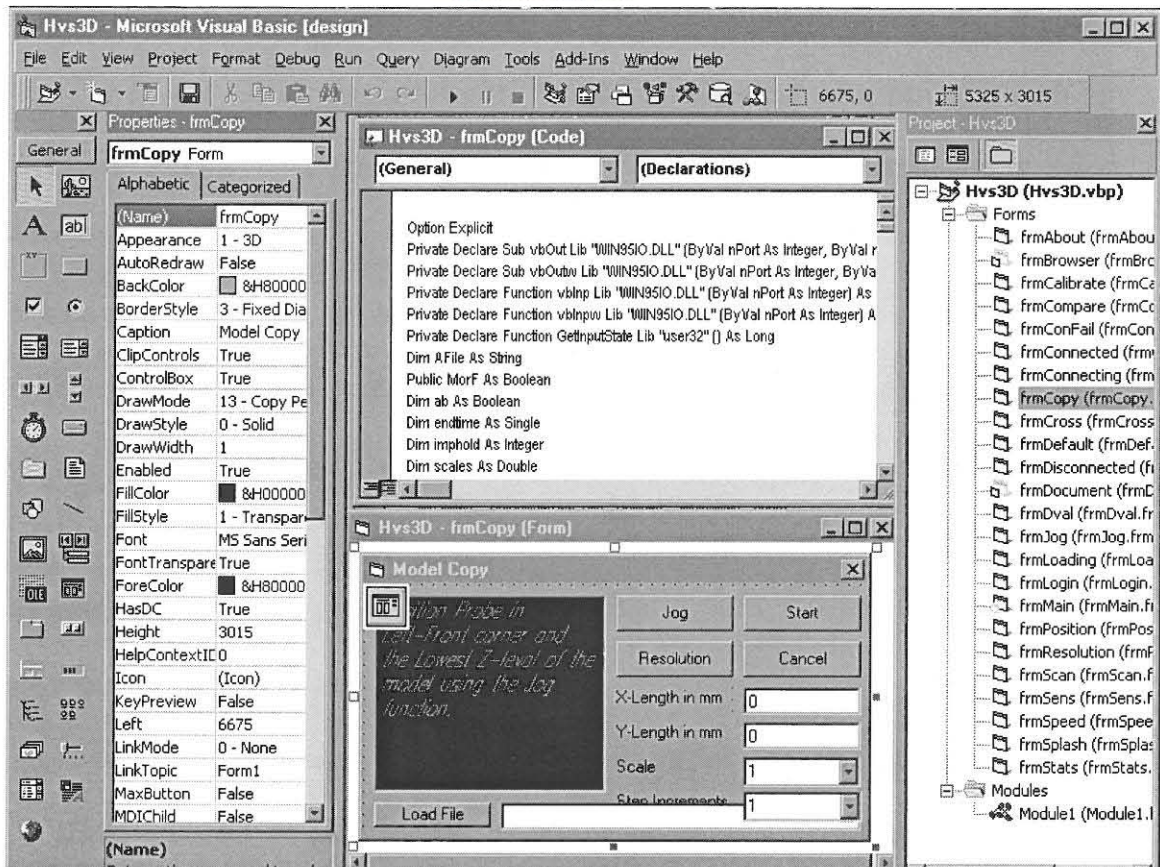 Hvs3D - Microsoft Visual Basic [design]
File Edit View Project Format Debug Run Query Diagram Tools Add-Ins Window Help
6675, 0
5325 x 3015
General
Properties - frmCopy
frmCopy Form
Alphabetic Categorized
(Name) frmCopy
Appearance 1 - 3D
AutoRedraw False
BackColor &H80000
BorderStyle 3 - Fixed Dia
Caption Model Copy
ClipControls True
ControlBox True
DrawMode 13 - Copy Pe
DrawStyle 0 - Solid
DrawWidth 1
Enabled True
FillColor &H00000
FillStyle 1 - Transpar
Font MS Sans Seri
FontTranspare True
ForeColor &H80000
HasDC True
Height 3015
HelpContextID 0
Icon (Icon)
KeyPreview False
Left 6675
LinkMode 0 - None
LinkTopic Form1
MaxButton False
MDIChild False
(Name)
Hvs3D - frmCopy (Code)
(General) (Declarations)
Option Explicit
Private Declare Sub vbOut Lib "WIN95IO.DLL" (ByVal nPort As Integer, ByVal r
Private Declare Sub vbOutw Lib "WIN95IO.DLL" (ByVal nPort As Integer, ByVa
Private Declare Function vbInp Lib "WIN95IO.DLL" (ByVal nPort As Integer) As
Private Declare Function vbInpw Lib "WIN95IO.DLL" (ByVal nPort As Integer) A
Private Declare Function GetInputState Lib "user32" () As Long
Dim AFile As String
Public MorF As Boolean
Dim ab As Boolean
Dim endtime As Single
Dim imphold As Integer
Dim scales As Double
Hvs3D - frmCopy (Form)
Model Copy
Probe in
Left-Front corner and
the Lowest Z-level of the
model using the Jog
function.
Jog Start
Resolution Cancel
X-Length in mm 0
Y-Length in mm 0
Scale 1
Step Increments 1
Load File
Project - Hvs3D
Hvs3D (Hvs3D.vbp)
Forms
frmAbout (frmAbou
frmBrowser (frmBro
frmCalibrate (frmCa
frmCompare (frmCo
frmConFail (frmCon
frmConnected (frm
frmConnecting (frm
frmCopy (frmCopy.
frmCross (frmCross.
frmDefault (frmDef.
frmDisconnected (f
frmDocument (frmD
frmDval (frmDval.fr
frmJog (frmJog.frm
frmLoading (frmLoa
frmLogin (frmLogin.
frmMain (frmMain.f
frmPosition (frmPos
frmResolution (frmF
frmScan (frmScan.f
frmSens (frmSens.f
frmSpeed (frmSpee
frmSplash (frmSplas
frmStats (frmStats.
Modules
Module1 (Module1.